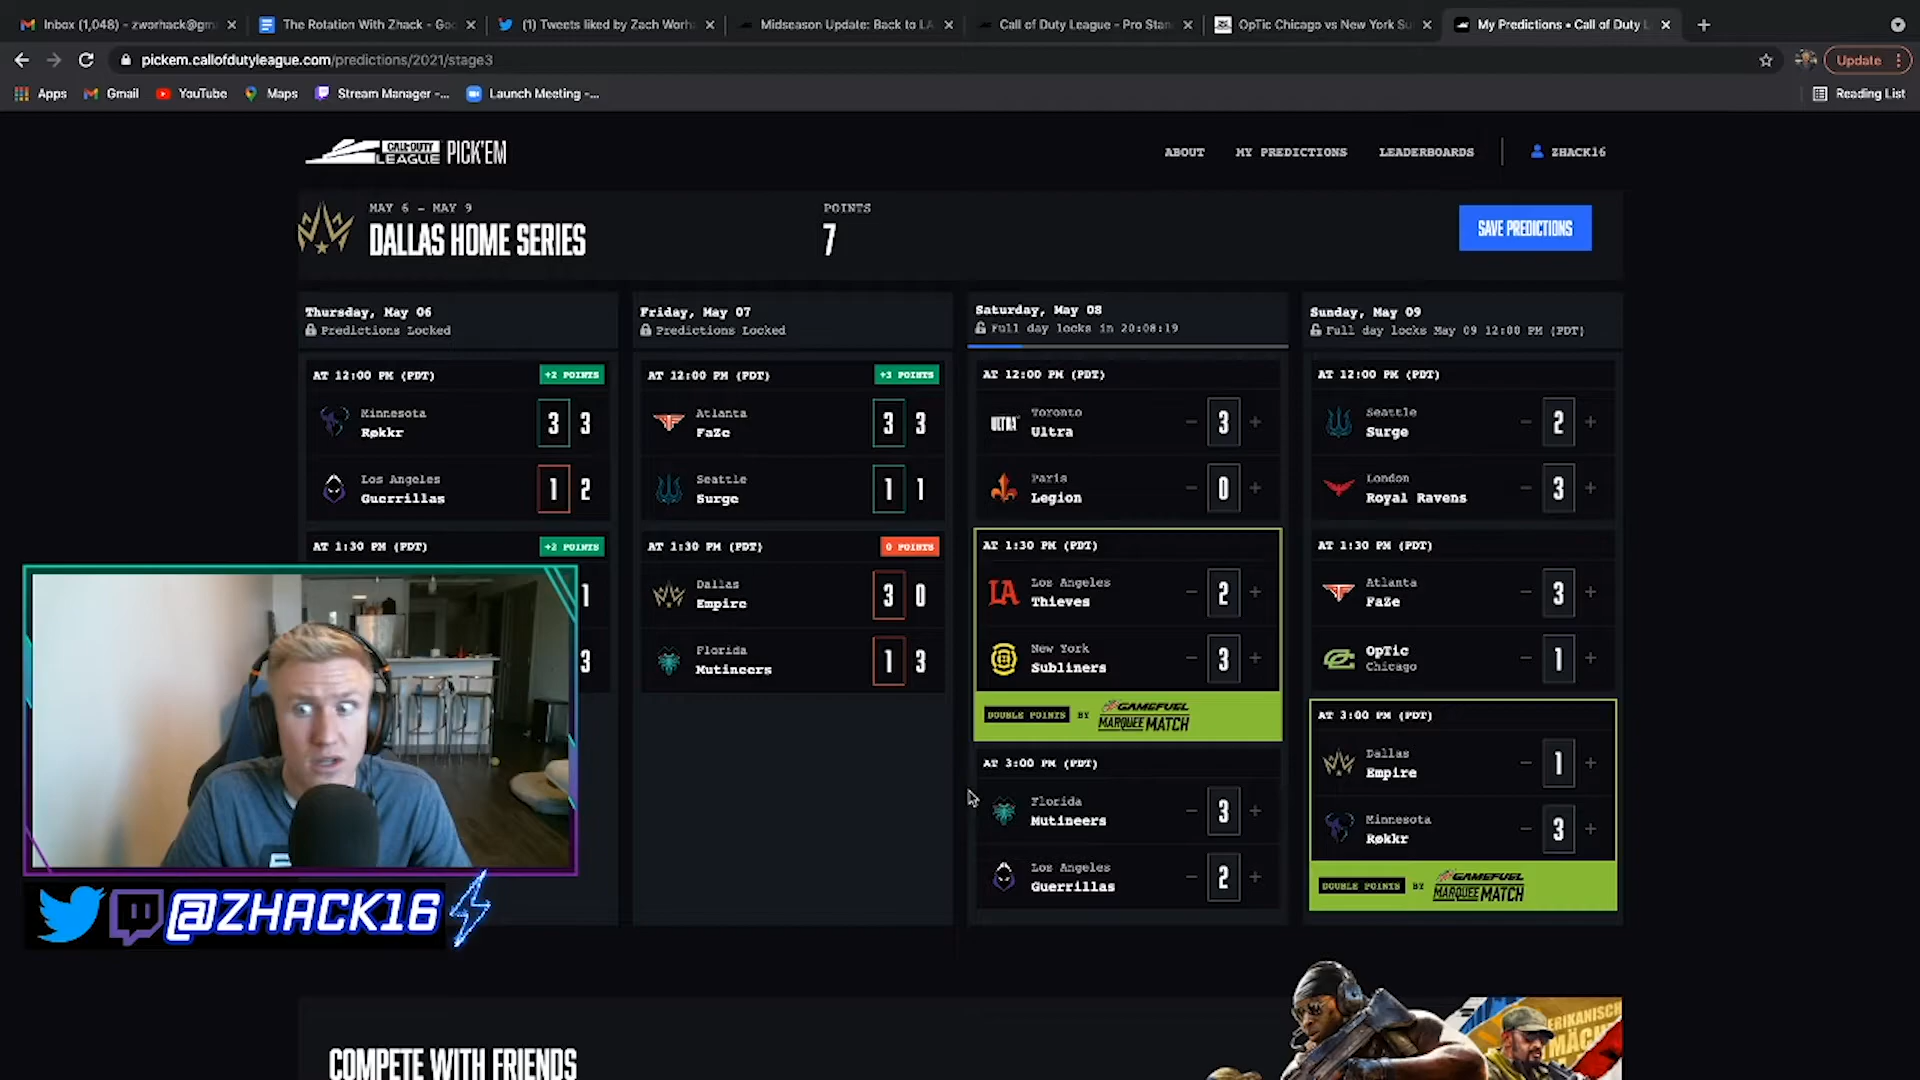 Inbox (1,048) - zworhack@gm
The Rotation With Zhack - Goo
(1) Tweets liked by Zach Worha
Midseason Update: Back to LA
Call of Duty League - Pro Stan
OpTic Chicago vs New York Su
My Predictions • Call of Duty L
pickem.callofdutyleague.com/predictions/2021/stage3
Update
Apps
Gmail
YouTube
Maps
Stream Manager -...
Launch Meeting -...
Reading List
CALL OF DUTY LEAGUE PICK'EM
ABOUT
MY PREDICTIONS
LEADERBOARDS
ZHACK16
MAY 6 - MAY 9
DALLAS HOME SERIES
POINTS
7
SAVE PREDICTIONS
Thursday, May 06
Predictions Locked
AT 12:00 PM (PDT)
+2 POINTS
Minnesota
Røkkr
3 3
Los Angeles
Guerrillas
1 2
AT 1:30 PM (PDT)
+2 POINTS
1
3
Friday, May 07
Predictions Locked
AT 12:00 PM (PDT)
+3 POINTS
Atlanta
FaZe
3 3
Seattle
Surge
1 1
AT 1:30 PM (PDT)
0 POINTS
Dallas
Empire
3 0
Florida
Mutineers
1 3
Saturday, May 08
Full day locks in 20:08:19
AT 12:00 PM (PDT)
ULTRA
Toronto
Ultra
- 3 +
Paris
Legion
- 0 +
AT 1:30 PM (PDT)
LA
Los Angeles
Thieves
- 2 +
New York
Subliners
- 3 +
DOUBLE POINTS BY GAMEFUEL
MARQUEE MATCH
AT 3:00 PM (PDT)
Florida
Mutineers
- 3 +
Los Angeles
Guerrillas
- 2 +
Sunday, May 09
Full day locks May 09 12:00 PM (PDT)
AT 12:00 PM (PDT)
Seattle
Surge
- 2 +
London
Royal Ravens
- 3 +
AT 1:30 PM (PDT)
Atlanta
FaZe
- 3 +
OpTic
Chicago
- 1 +
AT 3:00 PM (PDT)
Dallas
Empire
- 1 +
Minnesota
Røkkr
- 3 +
DOUBLE POINTS BY GAMEFUEL
MARQUEE MATCH
@ZHACK16
COMPETE WITH FRIENDS
ERIKANISCH